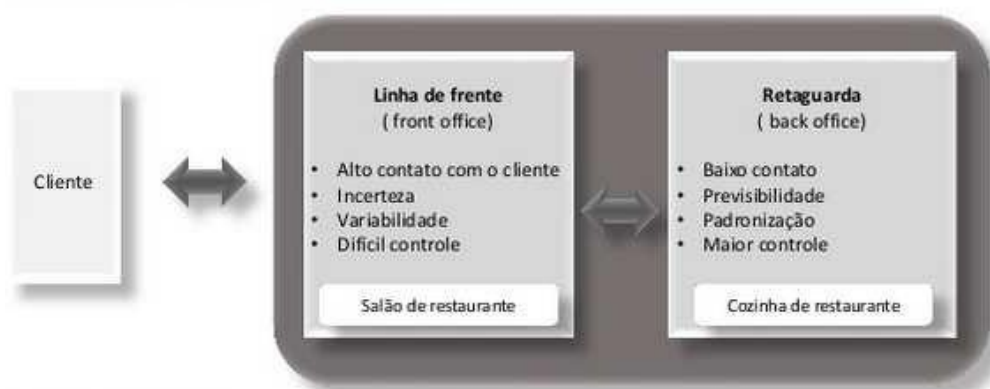 Cliente
Linha de frente
( front office)
• Alto contato com o cliente
• Incerteza
• Variabilidade
• Difícil controle
Salão de restaurante
Retaguarda
( back office)
• Baixo contato
• Previsibilidade
• Padronização
• Maior controle
Cozinha de restaurante